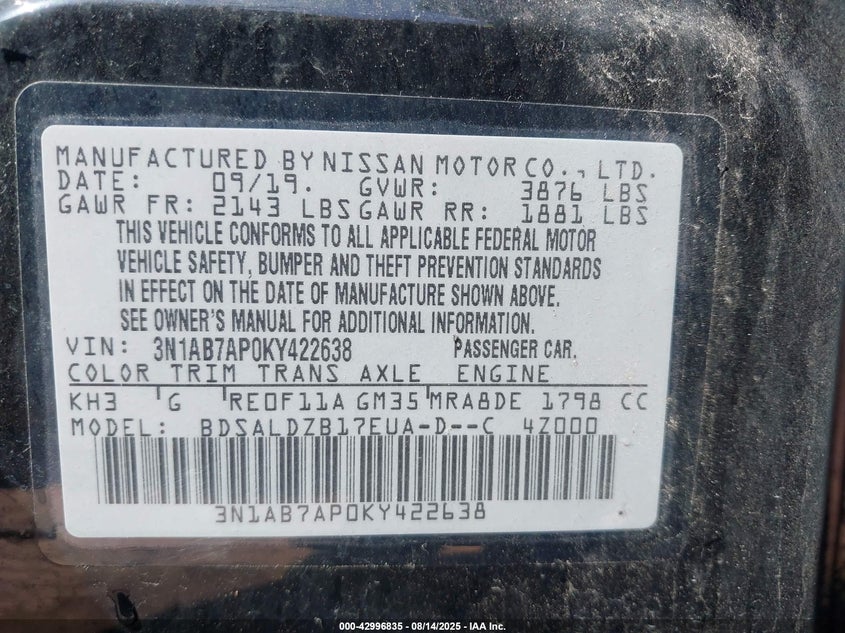 MANUFACTURED BY NISSAN MOTOR CO., LTD.
DATE: 09/19. GVWR: 3876 LBS
GAWR FR: 2143 LBS GAWR RR: 1881 LBS
THIS VEHICLE CONFORMS TO ALL APPLICABLE FEDERAL MOTOR
VEHICLE SAFETY, BUMPER AND THEFT PREVENTION STANDARDS
IN EFFECT ON THE DATE OF MANUFACTURE SHOWN ABOVE.
SEE OWNER'S MANUAL FOR ADDITIONAL INFORMATION.
VIN: 3N1AB7AP0KY422638 PASSENGER CAR.
COLOR TRIM TRANS AXLE ENGINE
KH3 G RE0F11A GM35 MRA8DE 1798 CC
MODEL: BDSALDZB17EUA-D--C 4Z000
3N1AB7AP0KY422638
000-42996835 - 08/14/2025 - IAA Inc.